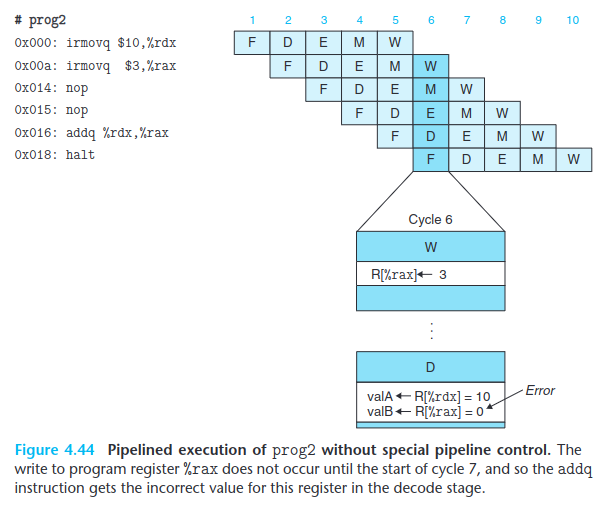 # prog2 1 2 3 4 5 6 7 8 9 10
0x000: irmovq $10,%rdx F D E M W
0x00a: irmovq $3,%rax F D E M W
0x014: nop F D E M W
0x015: nop F D E M W
0x016: addq %rdx,%rax F D E M W
0x018: halt F D E M W
Cycle 6
W
R[%rax] ← 3
⋮
D
valA ← R[%rdx] = 10
valB ← R[%rax] = 0
Error
Figure 4.44 Pipelined execution of prog2 without special pipeline control. The
write to program register %rax does not occur until the start of cycle 7, and so the addq
instruction gets the incorrect value for this register in the decode stage.